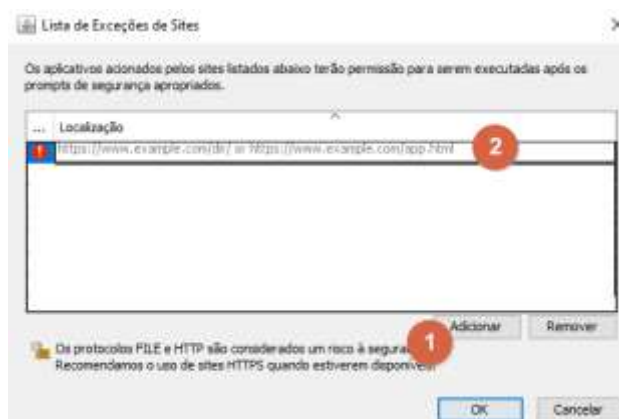 Lista de Exceções de Sites
Os aplicativos acionados pelos sites listados abaixo terão permissão para serem executadas após os
prompts de segurança apropriados.
... Localização
https://www.example.com/dir/ or https://www.example.com/app.html
2
Adicionar Remover
1
Os protocolos FILE e HTTP são considerados um risco à
Recomendamos o uso de sites HTTPS quando estiverem
OK Cancelar